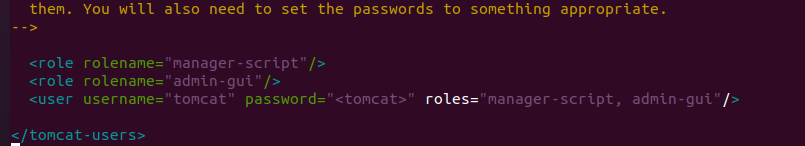 them. You will also need to set the passwords to something appropriate.
-->
<role rolename="manager-script"/>
<role rolename="admin-gui"/>
<user username="tomcat" password="<tomcat>" roles="manager-script, admin-gui"/>
</tomcat-users>